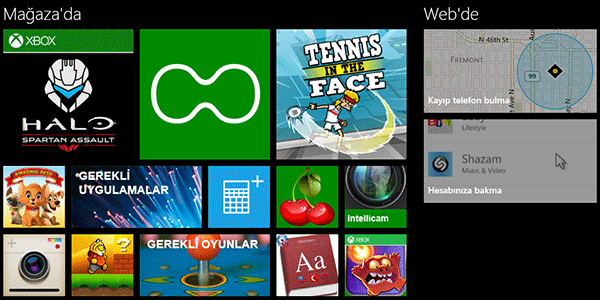 Mağaza'da
Web'de
XBOX
HALO
SPARTAN ASSAULT
TENNIS
IN THE
FACE
N 46th St
FREMONT
99
Kayıp telefon bulma
Lifestyle
Shazam
Music & Video
Hesabınıza bakma
GEREKLİ
UYGULAMALAR
Intellicam
GEREKLİ OYUNLAR
Aa
XBOX